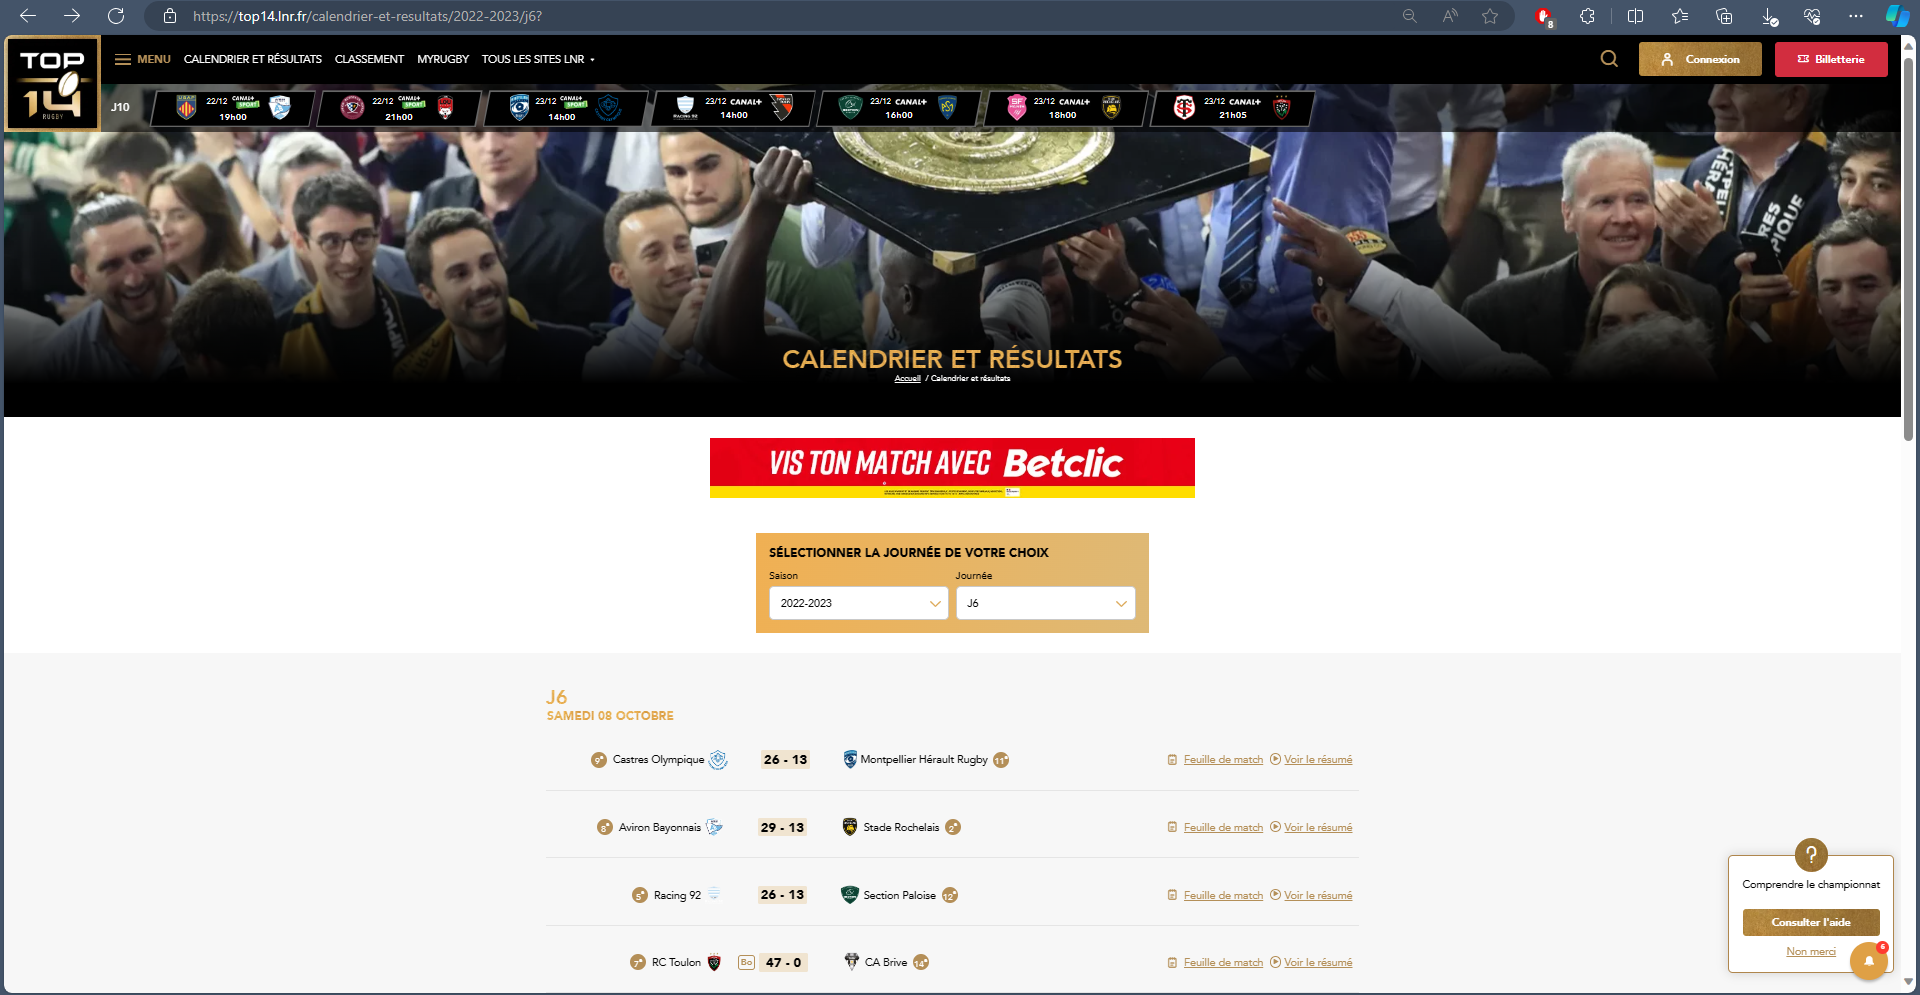 https://top14.lnr.fr/calendrier-et-resultats/2022-2023/j6?
8
TOP
14
RUGBY
MENU
CALENDRIER ET RÉSULTATS
CLASSEMENT
MYRUGBY
TOUS LES SITES LNR
Connexion
Billetterie
J10
22/12 CANAL+ SPORT
19h00
22/12 CANAL+ SPORT
21h00
23/12 CANAL+ SPORT
14h00
RACING 92
23/12 CANAL+
14h00
23/12 CANAL+
16h00
23/12 CANAL+
18h00
23/12 CANAL+
21h05
CALENDRIER ET RÉSULTATS
Accueil / Calendrier et résultats
VIS TON MATCH AVEC Betclic
SÉLECTIONNER LA JOURNÉE DE VOTRE CHOIX
Saison
Journée
2022-2023
J6
J6
SAMEDI 08 OCTOBRE
9e Castres Olympique 26 - 13 Montpellier Hérault Rugby 11e Feuille de match Voir le résumé
8e Aviron Bayonnais 29 - 13 Stade Rochelais 2e Feuille de match Voir le résumé
5e Racing 92 26 - 13 Section Paloise 12e Feuille de match Voir le résumé
7e RC Toulon Bo 47 - 0 CA Brive 14e Feuille de match Voir le résumé
?
Comprendre le championnat
Consulter l'aide
Non merci
6